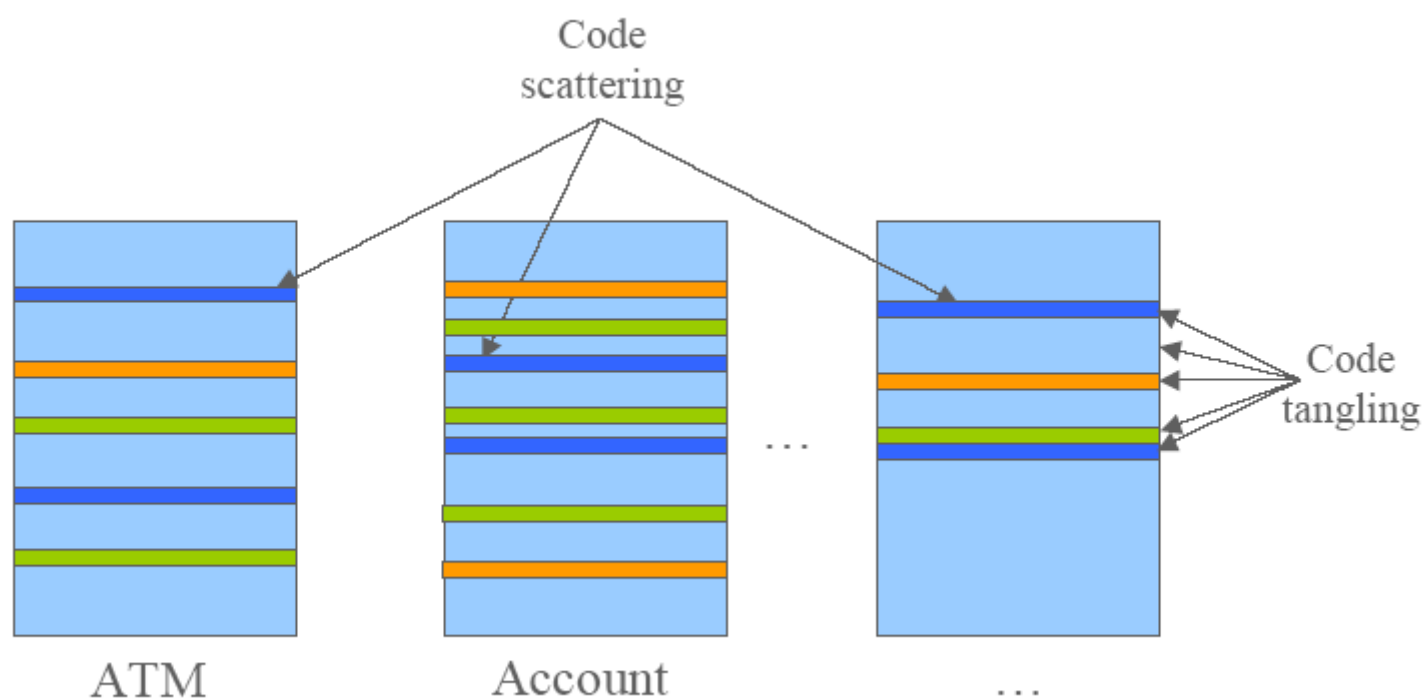 Code
scattering
Code
tangling
…
ATM
Account
…